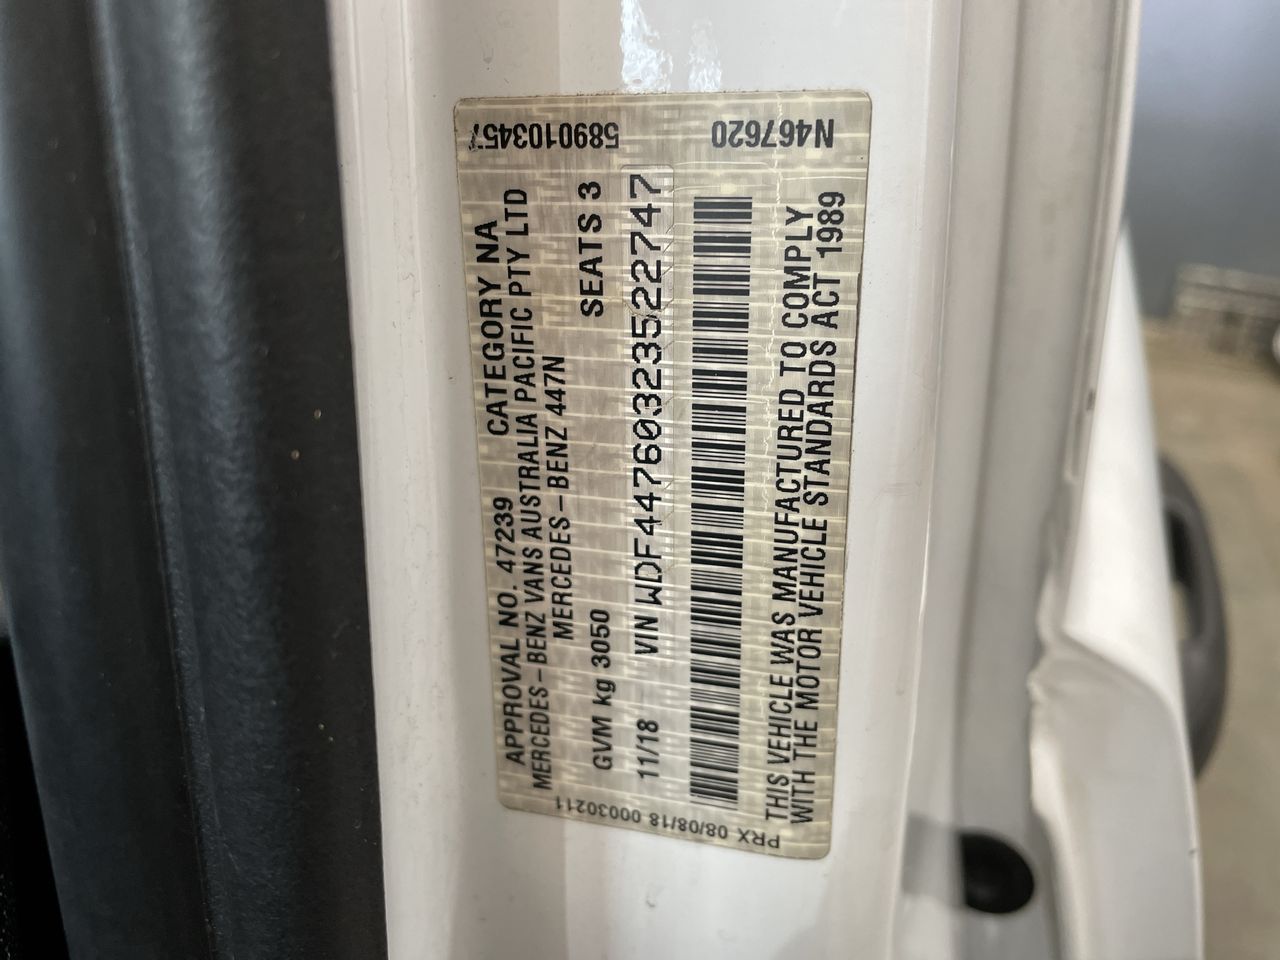 APPROVAL NO. 47239 CATEGORY NA
MERCEDES-BENZ VANS AUSTRALIA PACIFIC PTY LTD
MERCEDES-BENZ 447N
GVM kg 3050 SEATS 3
11/18 VIN WDF44760323522747
THIS VEHICLE WAS MANUFACTURED TO COMPLY
WITH THE MOTOR VEHICLE STANDARDS ACT 1989
5890103457
N467620
PRX 08/08/18 00030211